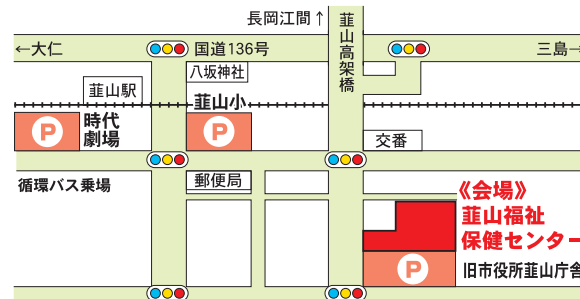 長岡江間↑
←大仁
国道136号
韮山高架橋
三島→
八坂神社
韮山駅
韮山小
P
時代
劇場
P
交番
循環バス乗場
郵便局
《会場》
韮山福祉
保健センター
P
旧市役所韮山庁舎